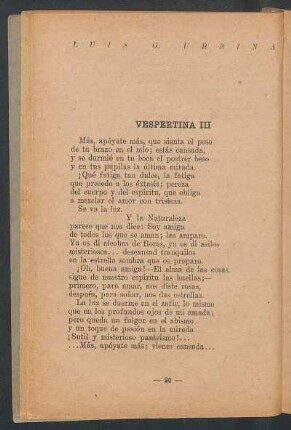 LUIS G. URBINA
VESPERTINA III
Más, apóyate más, que sienta el peso
de tu brazo en el mío; estás cansada,
y se durmió en tu boca el postrer beso
y en tus pupilas la última mirada.
¡Qué fatiga tan dulce, la fatiga
que precede a los éxtasis; pereza
del cuerpo y del espíritu, que obliga
a mezclar el amor con tristeza.
Se va la luz.
Y la Naturaleza
parece que nos dice: Soy amiga
de todos los que se aman; los amparo.
Ya os dí eleobos de flores, ya os dí asilos
misteriosos... descansad tranquilos
en la estrella sombra que os preparo.
¡Oh, buena amiga!—El alma de las cosas
sigue de nuestro espíritu las huellas;—
primero, para amar, nos diste rosas,
después, para soñar, nos das estrellas.
La luz se duerme en el zafir, lo mismo
que en los profundos ojos de mi amada;
pero queda un fulgor en el abismo
y un toque de pasión en la mirada
¡Sutil y misterioso panteísmo!...
...Más, apóyate más; vienes cansada...
— 20 —